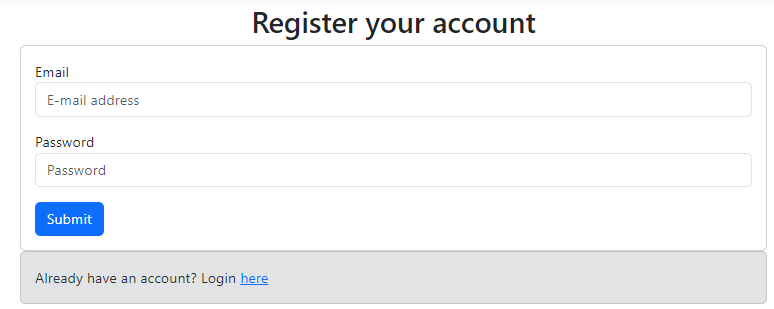 Register your account
Email
E-mail address
Password
Password
Submit
Already have an account? Login here